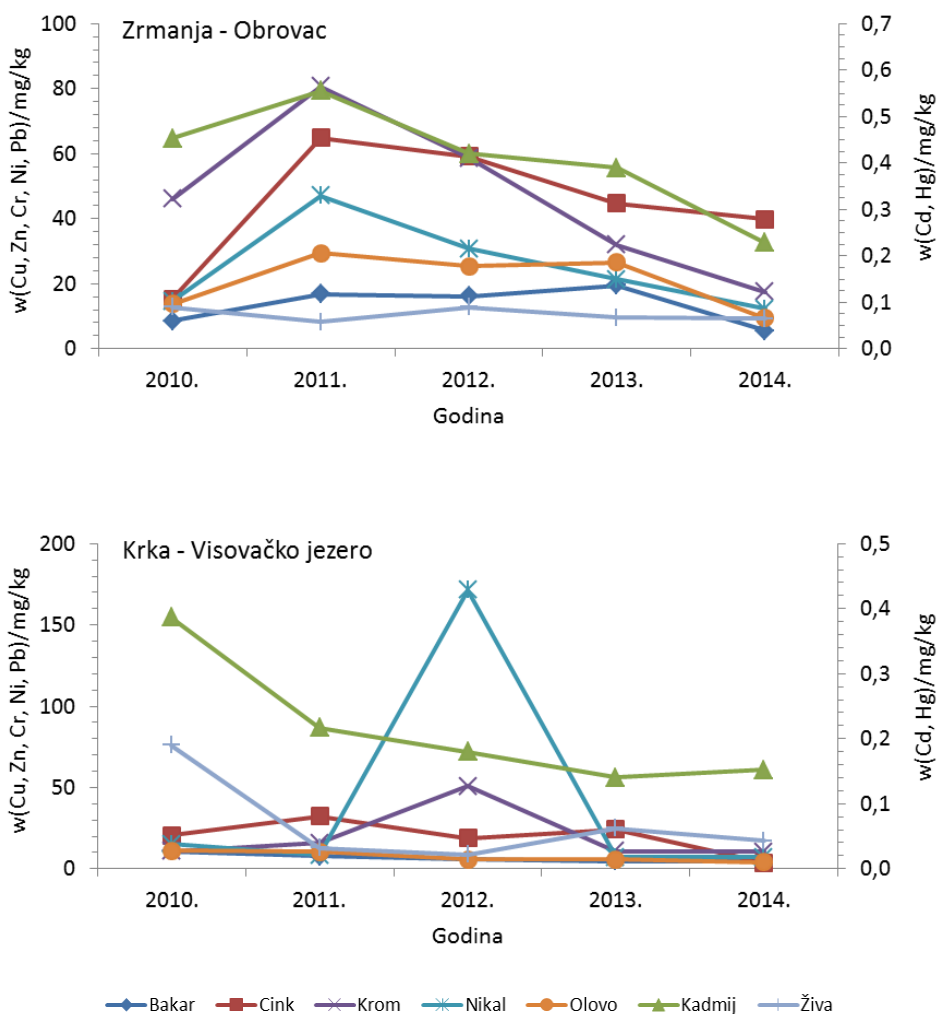 Zrmanja - Obrovac
w(Cu, Zn, Cr, Ni, Pb)/mg/kg
100
80
60
40
20
0
0,7
0,6
0,5
0,4
0,3
0,2
0,1
0,0
w(Cd, Hg)/mg/kg
2010. 2011. 2012. 2013. 2014.
Godina
Krka - Visovačko jezero
w(Cu, Zn, Cr, Ni, Pb)/mg/kg
200
150
100
50
0
0,5
0,4
0,3
0,2
0,1
0,0
w(Cd, Hg)/mg/kg
2010. 2011. 2012. 2013. 2014.
Godina
Bakar Cink Krom Nikal Olovo Kadmij Živa